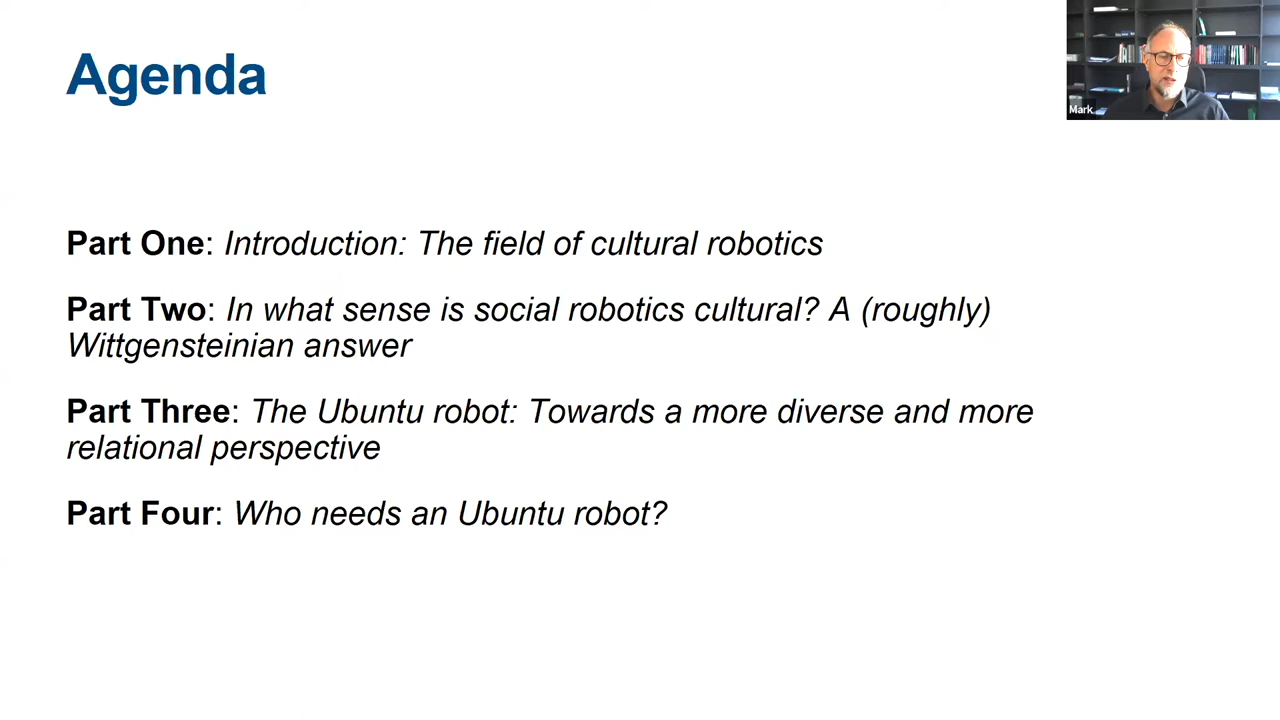 Agenda
Mark
Part One: Introduction: The field of cultural robotics
Part Two: In what sense is social robotics cultural? A (roughly)
Wittgensteinian answer
Part Three: The Ubuntu robot: Towards a more diverse and more
relational perspective
Part Four: Who needs an Ubuntu robot?